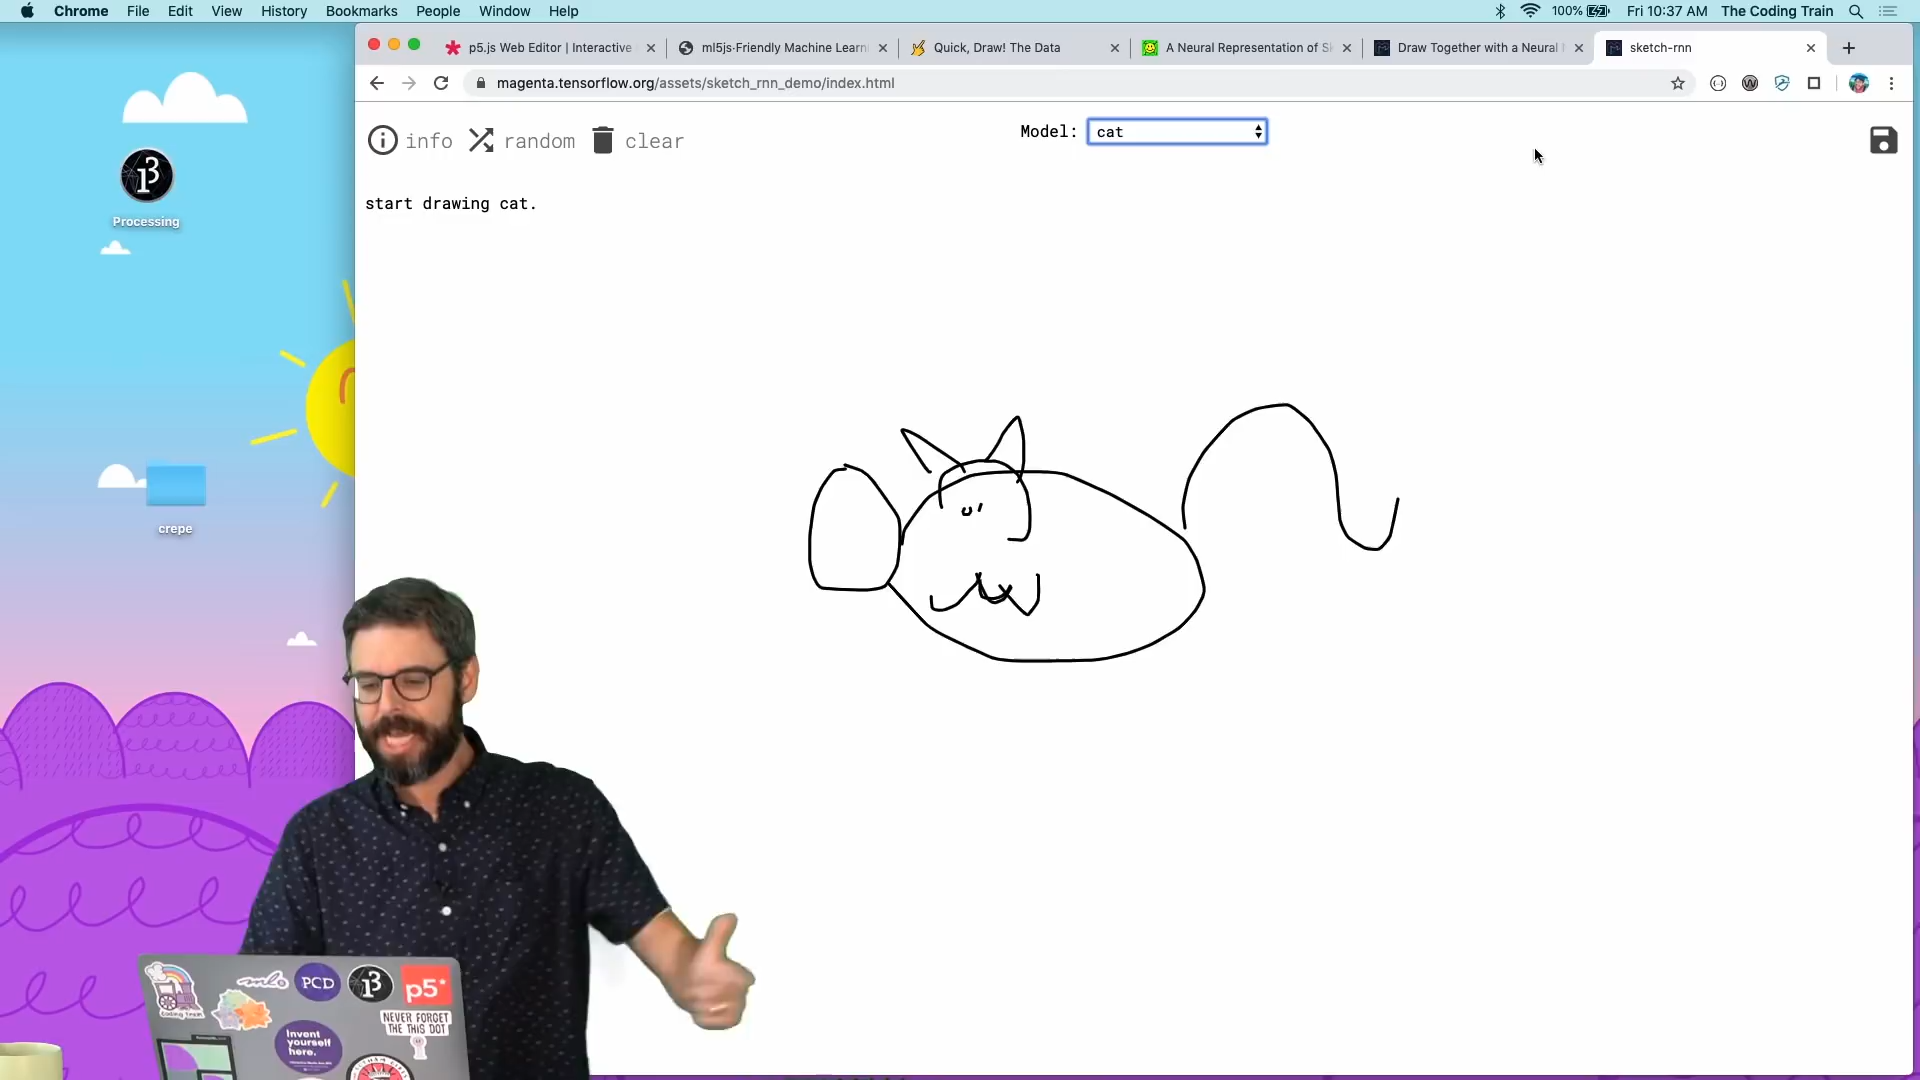 Chrome File Edit View History Bookmarks People Window Help
100% Fri 10:37 AM The Coding Train
p5.js Web Editor | Interactive
ml5js·Friendly Machine Learn
Quick, Draw! The Data
A Neural Representation of Sk
Draw Together with a Neural
sketch-rnn
magenta.tensorflow.org/assets/sketch_rnn_demo/index.html
info random clear
Model: cat
start drawing cat.
Processing
crepe
Coding Train
PCD
p5*
NEVER FORGET
THE THIS DOT
Invent
yourself
here.